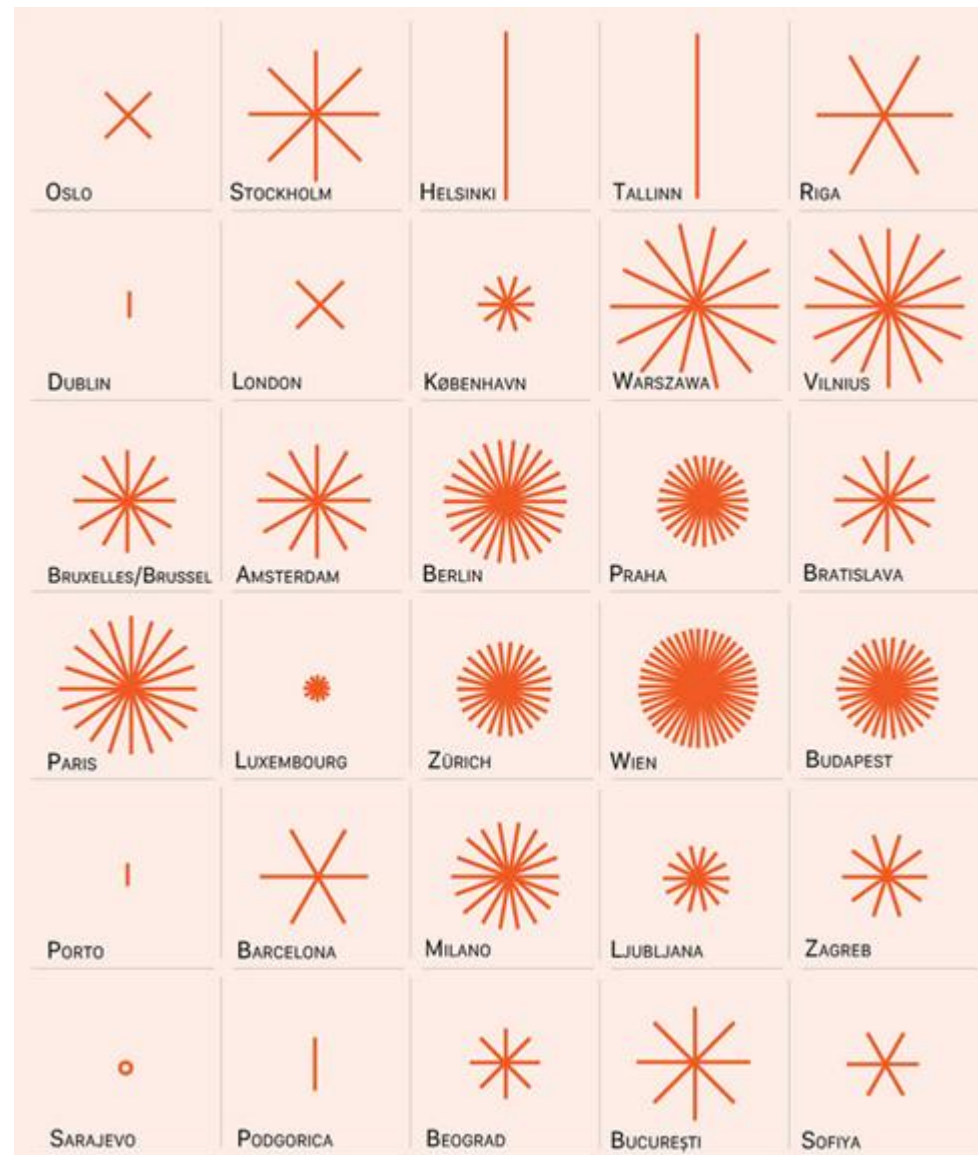 Oslo
Stockholm
Helsinki
Tallinn
Riga
Dublin
London
København
Warszawa
Vilnius
Bruxelles/Brussel
Amsterdam
Berlin
Praha
Bratislava
Paris
Luxembourg
Zürich
Wien
Budapest
Porto
Barcelona
Milano
Ljubljana
Zagreb
Sarajevo
Podgorica
Beograd
București
Sofiya